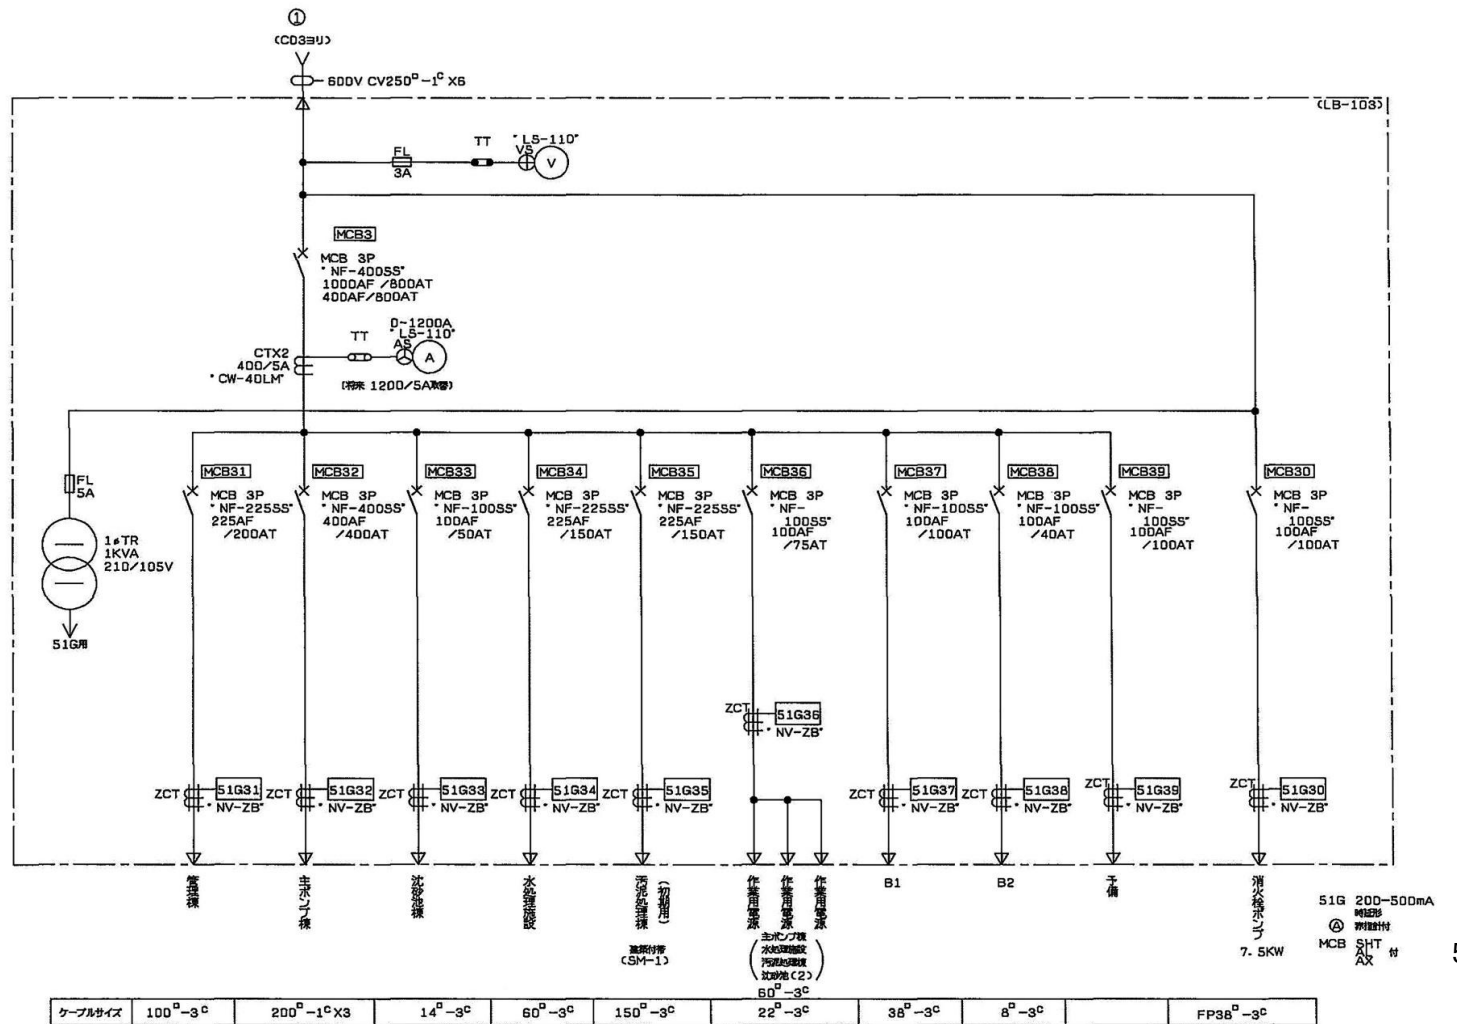 ①
(CD3ヨリ)
600V CV250□-1C X6
(LB-103)
FL
3A
TT
"LS-110"
VS
V
MCB3
MCB 3P
"NF-400SS"
1000AF /800AT
400AF/800AT
CTX2
400/5A
"CW-40LM"
TT
0-1200A
"LS-110"
AS
A
(将来 1200/5A取替)
FL
5A
1φTR
1KVA
210/105V
51G用
MCB31
MCB 3P
"NF-225SS"
225AF
/200AT
MCB32
MCB 3P
"NF-400SS"
400AF
/400AT
MCB33
MCB 3P
"NF-100SS"
100AF
/50AT
MCB34
MCB 3P
"NF-225SS"
225AF
/150AT
MCB35
MCB 3P
"NF-225SS"
225AF
/150AT
MCB36
MCB 3P
"NF-
100SS"
100AF
/75AT
MCB37
MCB 3P
"NF-100SS"
100AF
/100AT
MCB38
MCB 3P
"NF-100SS"
100AF
/40AT
MCB39
MCB 3P
"NF-
100SS"
100AF
/100AT
MCB30
MCB 3P
"NF-
100SS"
100AF
/100AT
ZCT
51G36
"NV-ZB"
ZCT
51G31
"NV-ZB"
ZCT
51G32
"NV-ZB"
ZCT
51G33
"NV-ZB"
ZCT
51G34
"NV-ZB"
ZCT
51G35
"NV-ZB"
ZCT
51G37
"NV-ZB"
ZCT
51G38
"NV-ZB"
ZCT
51G39
"NV-ZB"
ZCT
51G30
"NV-ZB"
管理棟
主ポンプ棟
沈砂池棟
水処理施設
汚泥処理棟
(初期用)
建築付帯
(SM-1)
作業用電源
作業用電源
作業用電源
主ポンプ棟
水処理施設
汚泥処理棟
沈砂池(2)
60□-3C
B1
B2
予備
消火栓ポンプ
7.5KW
51G 200-500mA
時延形
Ⓐ 赤指針付
MCB SHT
AL 付
AX
5
ケーブルサイズ 100□-3C 200□-1C X3 14□-3C 60□-3C 150□-3C 22□-3C 38□-3C 8□-3C FP38□-3C